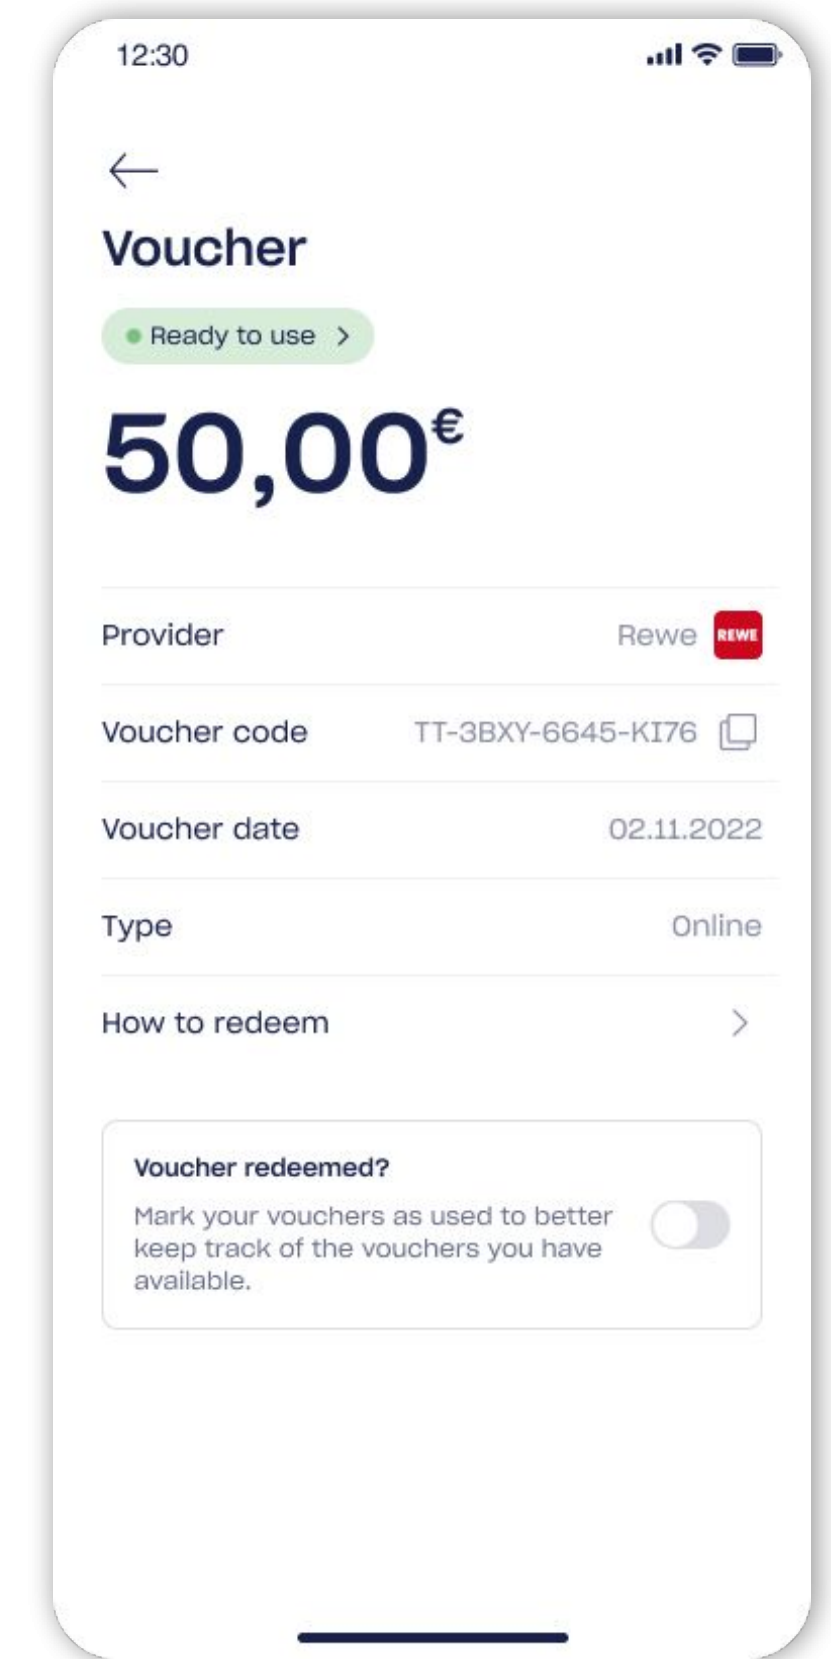 12:30
Voucher
Ready to use
50,00€
Provider
Rewe
REWE
Voucher code
TT-3BXY-6645-KI76
Voucher date
02.11.2022
Type
Online
How to redeem
Voucher redeemed?
Mark your vouchers as used to better
keep track of the vouchers you have
available.